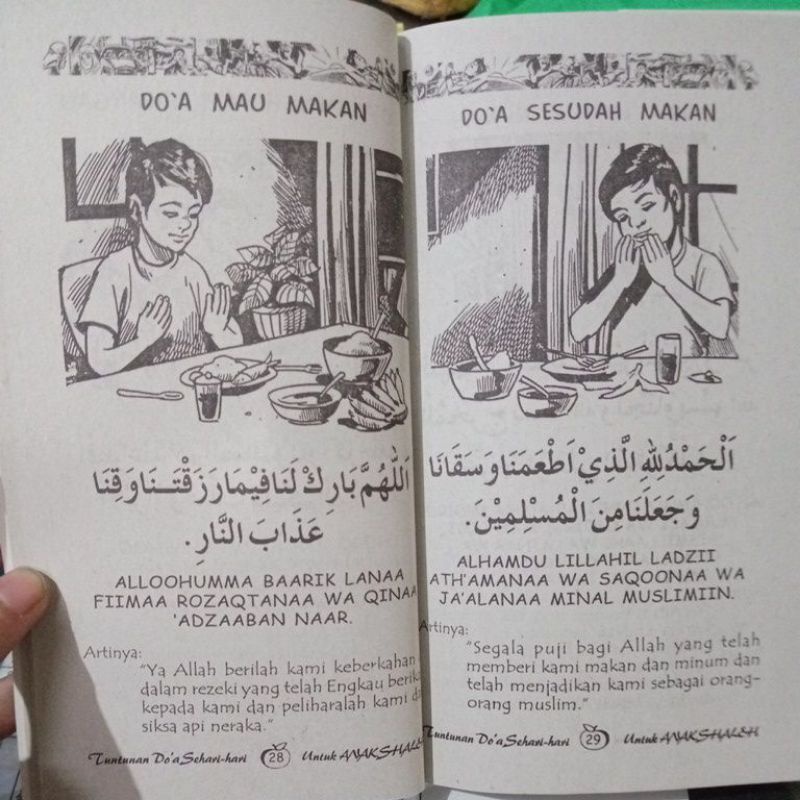 DO'A MAU MAKAN
اَللّٰهُمَّ بَارِكْ لَنَا فِيْمَا رَزَقْتَـنَا وَقِنَا
عَذَابَ النَّارِ.
ALLOOHUMMA BAARIK LANAA
FIIMAA ROZAQTANAA WA QINAA
'ADZAABAN NAAR.
Artinya:
"Ya Allah berilah kami keberkahan
dalam rezeki yang telah Engkau
kepada kami dan peliharalah kami
siksa api neraka."
Tuntunan Do'a Sehari-hari 28 Untuk ANAK SHALEH
DO'A SESUDAH MAKAN
اَلْحَمْدُ لِلّٰهِ الَّذِيْ اَطْعَمَنَا وَسَقَانَا
وَجَعَلَنَا مِنَ الْمُسْلِمِيْنَ.
ALHAMDU LILLAHIL LADZII
ATH'AMANAA WA SAQOONAA WA
JA'ALANAA MINAL MUSLIMIIN.
Artinya:
"Segala puji bagi Allah yang telah
memberi kami makan dan minum dan
telah menjadikan kami sebagai orang-
orang muslim."
Tuntunan Do'a Sehari-hari 29 Untuk ANAK SHALEH